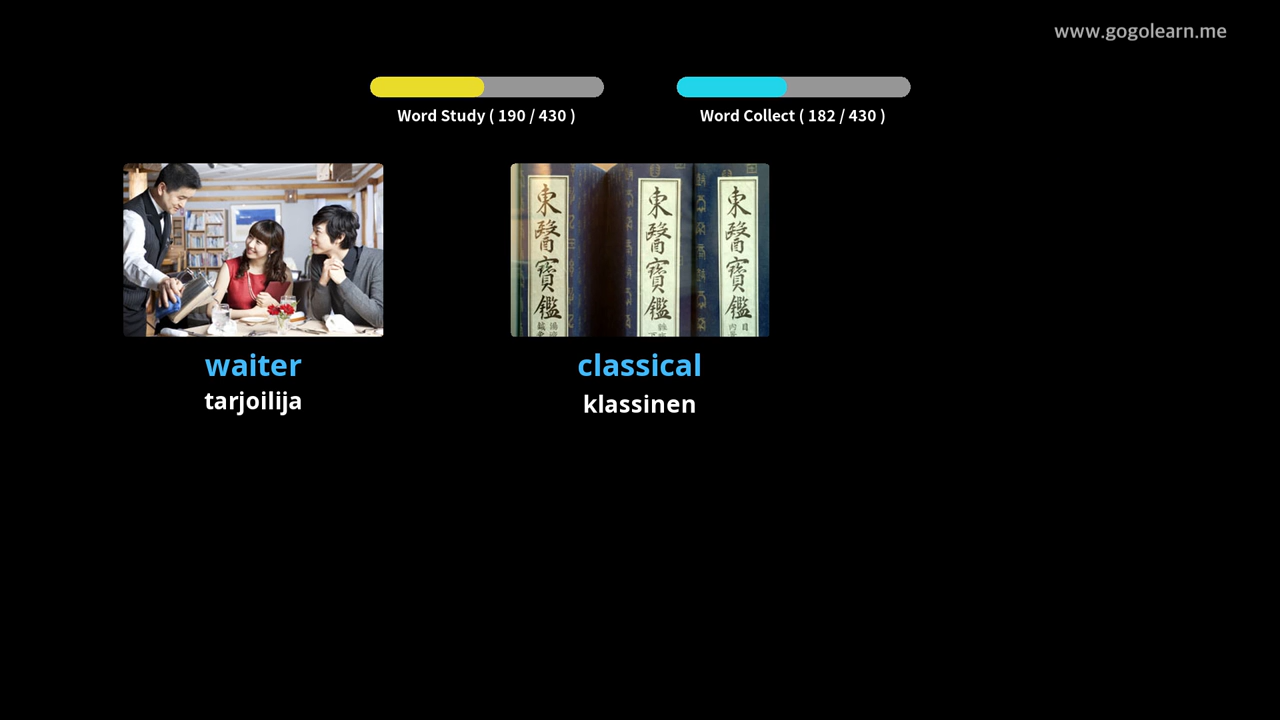 www.gogolearn.me
Word Study ( 190 / 430 )
Word Collect ( 182 / 430 )
東醫寶鑑
東醫寶鑑
東醫寶鑑
waiter
classical
tarjoilija
klassinen